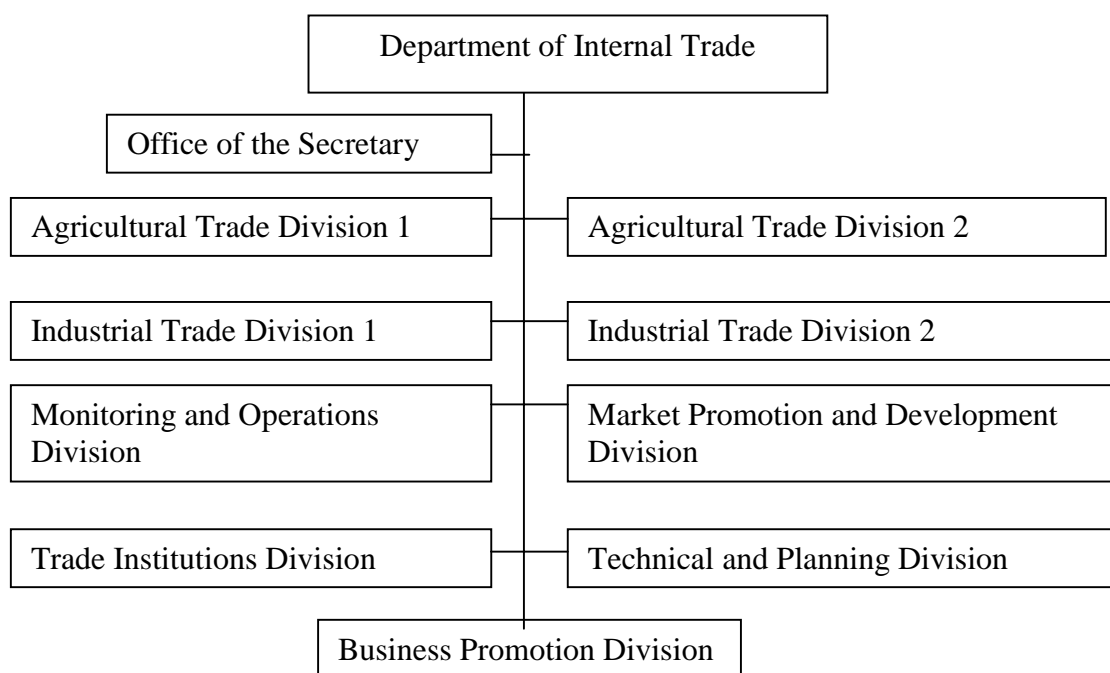 Department of Internal Trade
Office of the Secretary
Agricultural Trade Division 1
Agricultural Trade Division 2
Industrial Trade Division 1
Industrial Trade Division 2
Monitoring and Operations
Division
Market Promotion and Development
Division
Trade Institutions Division
Technical and Planning Division
Business Promotion Division